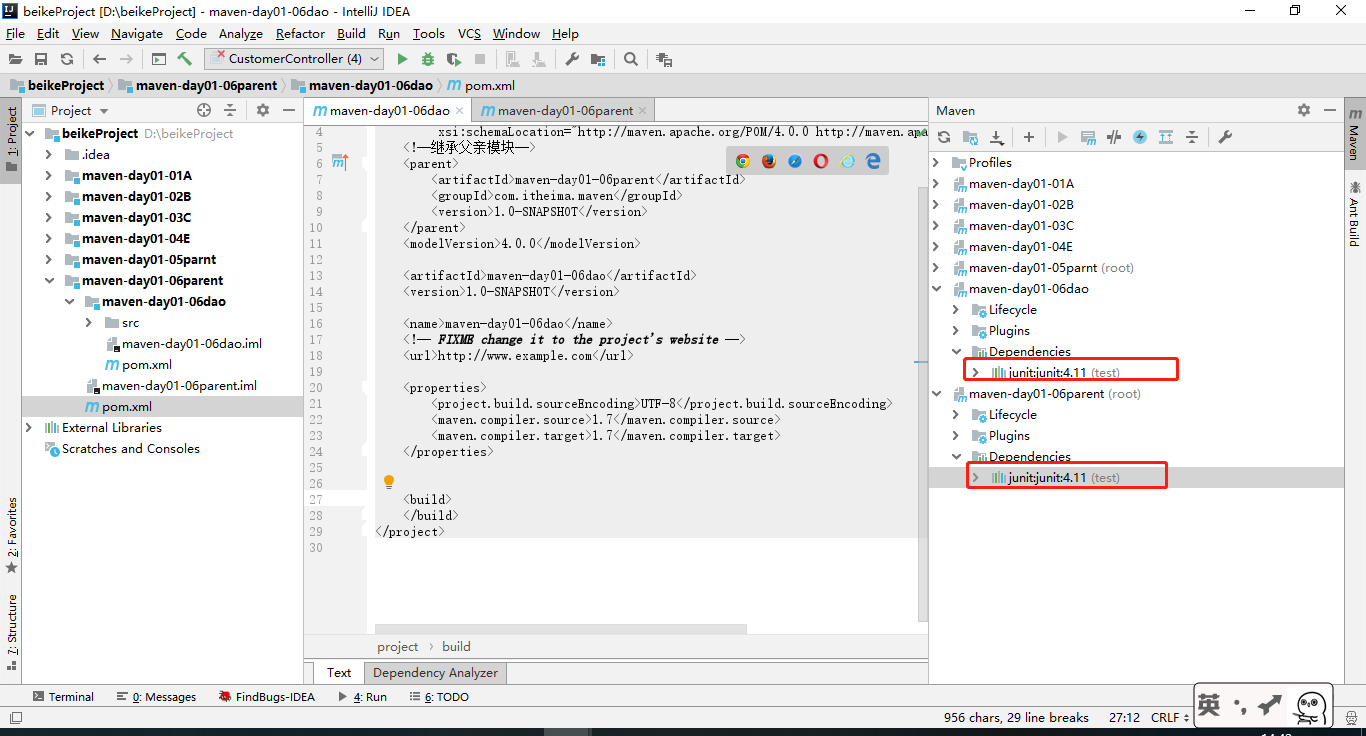 beikeProject [D:\beikeProject] - maven-day01-06dao - IntelliJ IDEA
File Edit View Navigate Code Analyze Refactor Build Run Tools VCS Window Help
CustomerController (4)
beikeProject maven-day01-06parent maven-day01-06dao pom.xml
1: Project
2: Favorites
7: Structure
Project
beikeProject D:\beikeProject
.idea
maven-day01-01A
maven-day01-02B
maven-day01-03C
maven-day01-04E
maven-day01-05parnt
maven-day01-06parent
maven-day01-06dao
src
maven-day01-06dao.iml
pom.xml
maven-day01-06parent.iml
pom.xml
External Libraries
Scratches and Consoles
maven-day01-06dao maven-day01-06parent
4 xsi:schemaLocation="http://maven.apache.org/POM/4.0.0 http://maven.apa
5 <!--继承父亲模块-->
6 <parent>
7 <artifactId>maven-day01-06parent</artifactId>
8 <groupId>com.itheima.maven</groupId>
9 <version>1.0-SNAPSHOT</version>
10 </parent>
11 <modelVersion>4.0.0</modelVersion>
12
13 <artifactId>maven-day01-06dao</artifactId>
14 <version>1.0-SNAPSHOT</version>
15
16 <name>maven-day01-06dao</name>
17 <!-- FIXME change it to the project's website -->
18 <url>http://www.example.com</url>
19
20 <properties>
21 <project.build.sourceEncoding>UTF-8</project.build.sourceEncoding>
22 <maven.compiler.source>1.7</maven.compiler.source>
23 <maven.compiler.target>1.7</maven.compiler.target>
24 </properties>
25
26
27 <build>
28 </build>
29 </project>
30
project › build
Text Dependency Analyzer
Maven
Profiles
maven-day01-01A
maven-day01-02B
maven-day01-03C
maven-day01-04E
maven-day01-05parnt (root)
maven-day01-06dao
Lifecycle
Plugins
Dependencies
junit:junit:4.11 (test)
maven-day01-06parent (root)
Lifecycle
Plugins
Dependencies
junit:junit:4.11 (test)
Maven
Ant Build
Terminal 0: Messages FindBugs-IDEA 4: Run 6: TODO
956 chars, 29 line breaks 27:12 CRLF
英